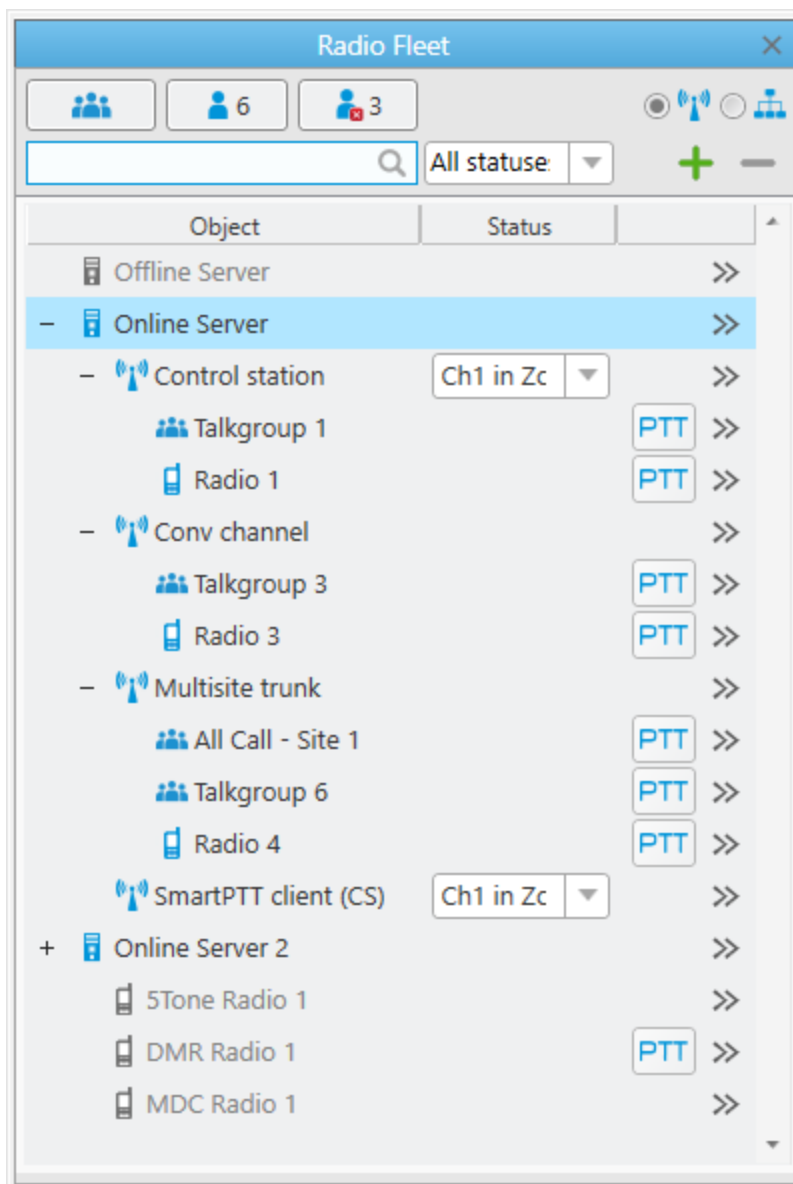 Radio Fleet
6 3
All statuse
Object Status
Offline Server
Online Server
Control station Ch1 in Zc
Talkgroup 1 PTT
Radio 1 PTT
Conv channel
Talkgroup 3 PTT
Radio 3 PTT
Multisite trunk
All Call - Site 1 PTT
Talkgroup 6 PTT
Radio 4 PTT
SmartPTT client (CS) Ch1 in Zc
Online Server 2
5Tone Radio 1
DMR Radio 1 PTT
MDC Radio 1